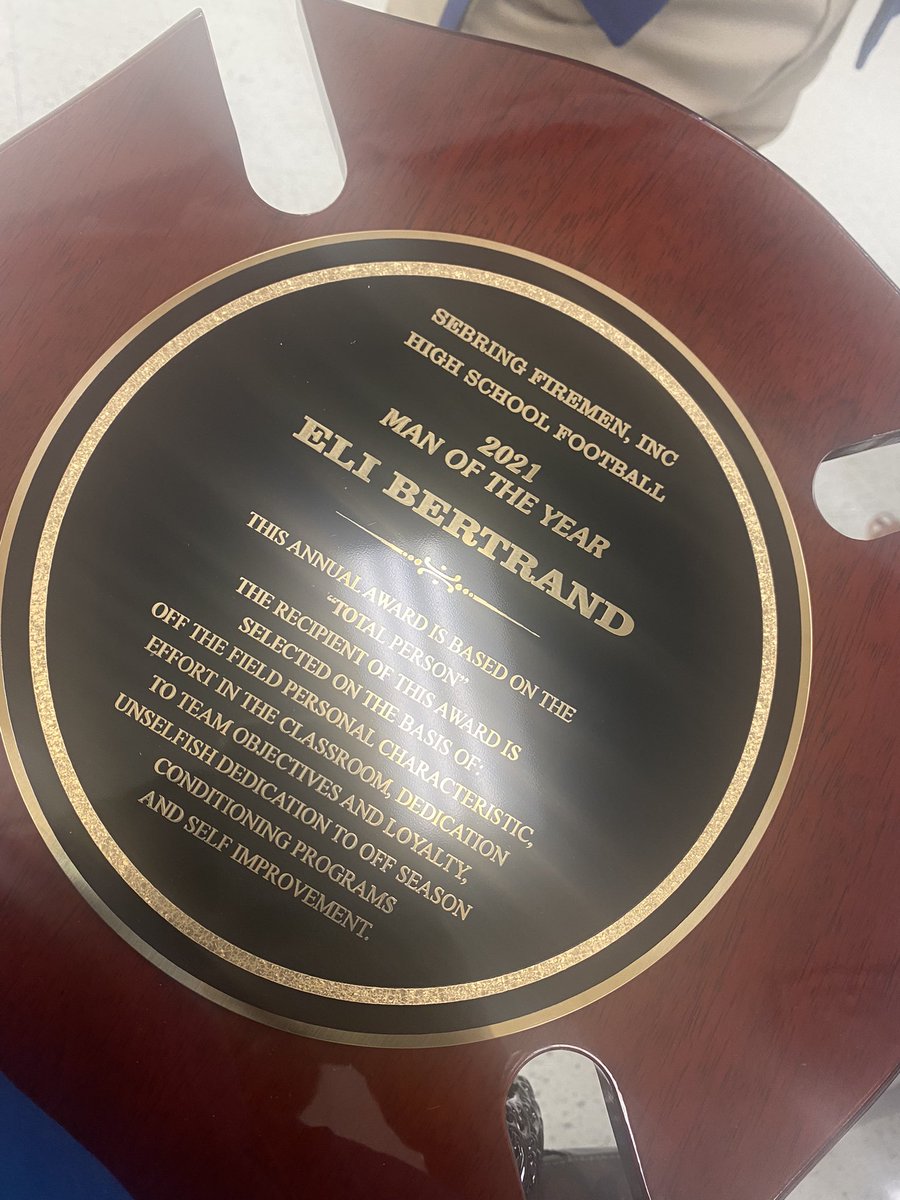 SEBRING FIREMEN, INC
HIGH SCHOOL FOOTBALL
2021
MAN OF THE YEAR
ELI BERTRAND
THIS ANNUAL AWARD IS BASED ON THE
“TOTAL PERSON”
THE RECIPIENT OF THIS AWARD IS
SELECTED ON THE BASIS OF:
OFF THE FIELD PERSONAL CHARACTERISTIC,
EFFORT IN THE CLASSROOM, DEDICATION
TO TEAM OBJECTIVES AND LOYALTY,
UNSELFISH DEDICATION TO OFF SEASON
CONDITIONING PROGRAMS
AND SELF IMPROVEMENT.